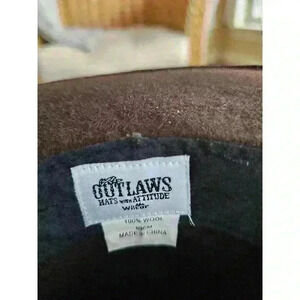 OUTLAWS
HATS with ATTITUDE
100% WOOL
MADE IN CHINA